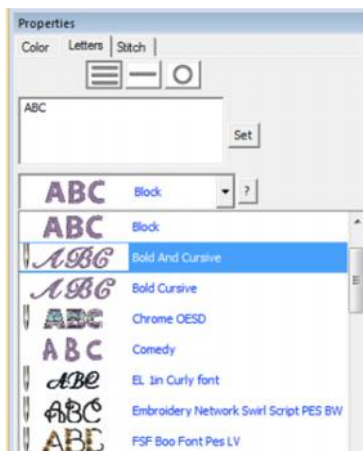 Properties
Color Letters Stitch
ABC
Set
ABC Block ?
ABC Block
ABC Bold And Cursive
ABC Bold Cursive
ABC Chrome OESD
ABC Comedy
ABC EL 1in Curly font
ABC Embroidery Network Swirl Script PES BW
ABC FSF Boo Font Pes LV